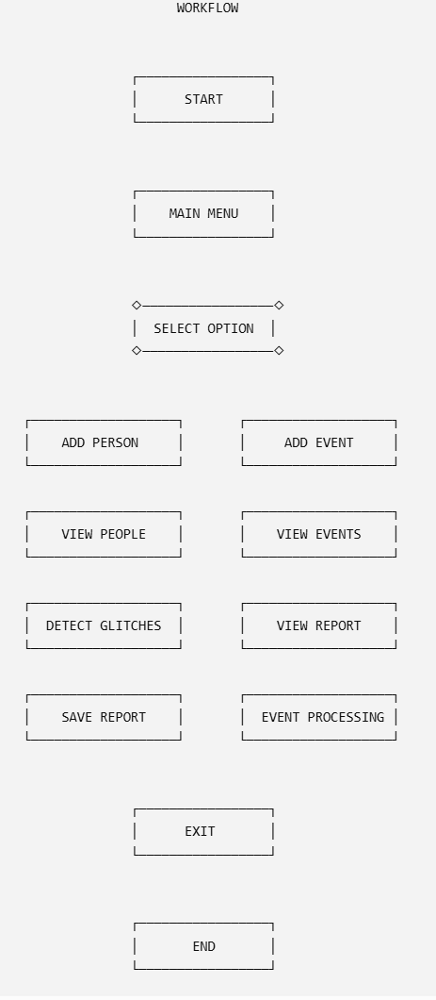 WORKFLOW
START
MAIN MENU
SELECT OPTION
ADD PERSON ADD EVENT
VIEW PEOPLE VIEW EVENTS
DETECT GLITCHES VIEW REPORT
SAVE REPORT EVENT PROCESSING
EXIT
END